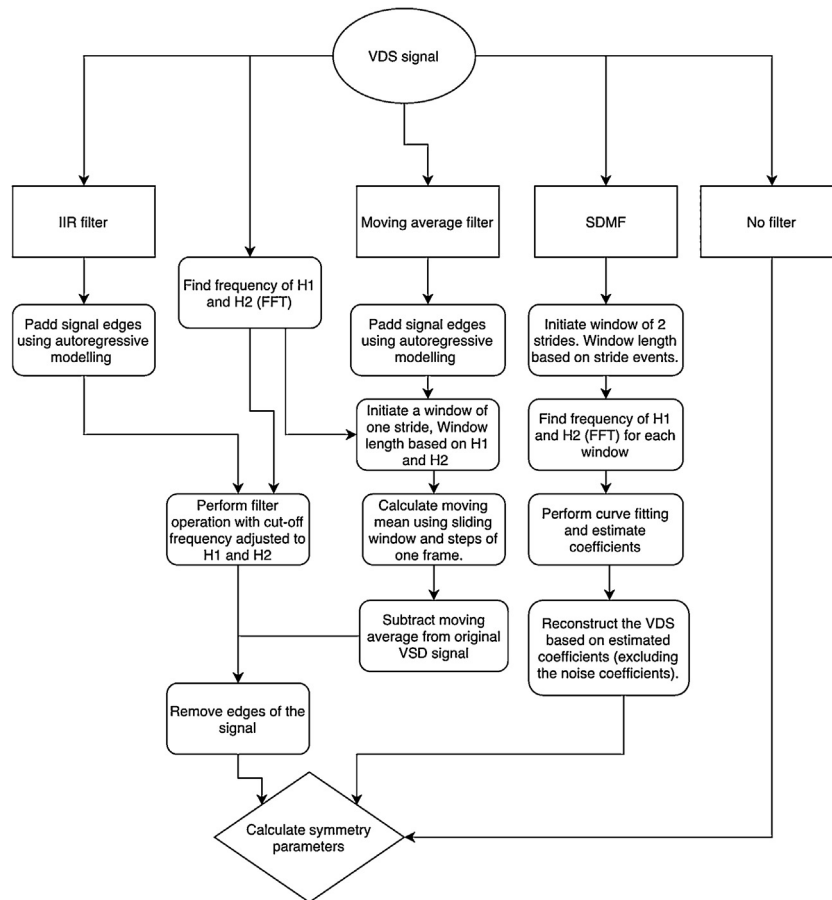 VDS signal
IIR filter
Moving average filter
SDMF
No filter
Find frequency of H1
and H2 (FFT)
Padd signal edges
using autoregressive
modelling
Padd signal edges
using autoregressive
modelling
Initiate window of 2
strides. Window length
based on stride events.
Initiate a window of
one stride, Window
length based on H1
and H2
Find frequency of H1
and H2 (FFT) for each
window
Perform filter
operation with cut-off
frequency adjusted to
H1 and H2
Calculate moving
mean using sliding
window and steps of
one frame.
Perform curve fitting
and estimate
coefficients
Subtract moving
average from original
VSD signal
Reconstruct the VDS
based on estimated
coefficients (excluding
the noise coefficients).
Remove edges of the
signal
Calculate symmetry
parameters